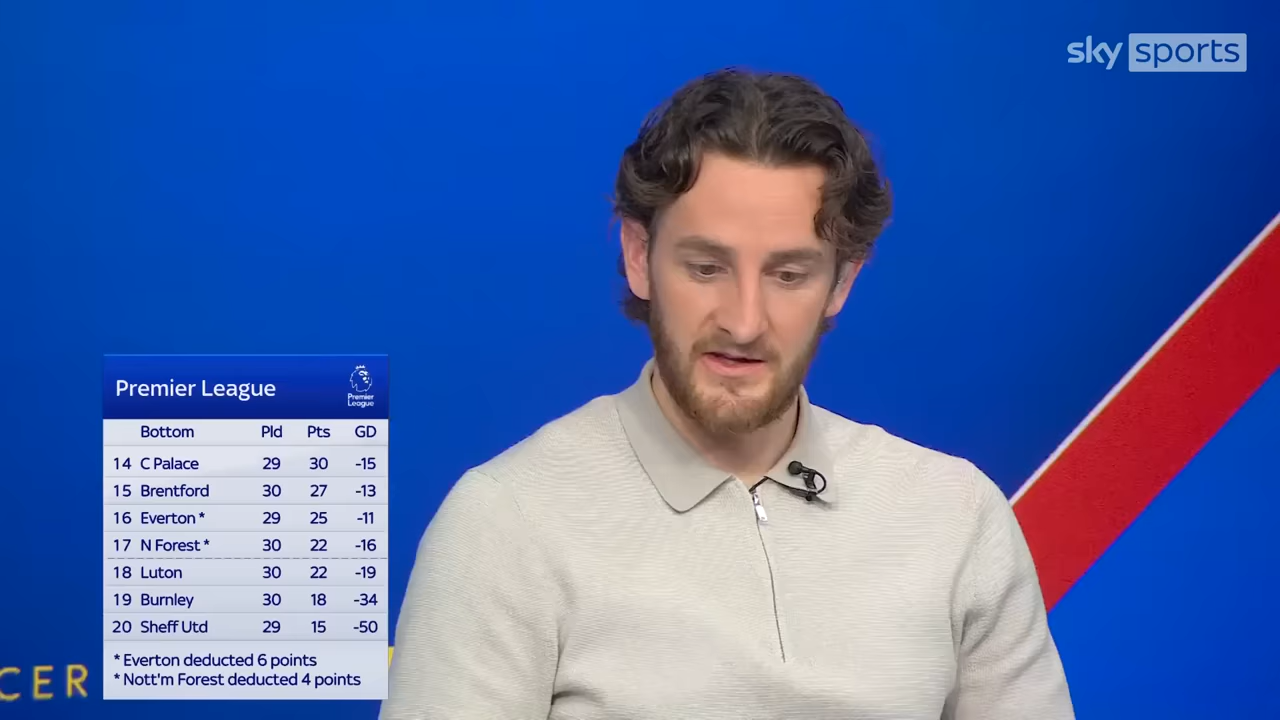 sky sports
Premier League
Premier League
Bottom Pld Pts GD
14 C Palace 29 30 -15
15 Brentford 30 27 -13
16 Everton * 29 25 -11
17 N Forest * 30 22 -16
18 Luton 30 22 -19
19 Burnley 30 18 -34
20 Sheff Utd 29 15 -50
* Everton deducted 6 points
* Nott'm Forest deducted 4 points
CER